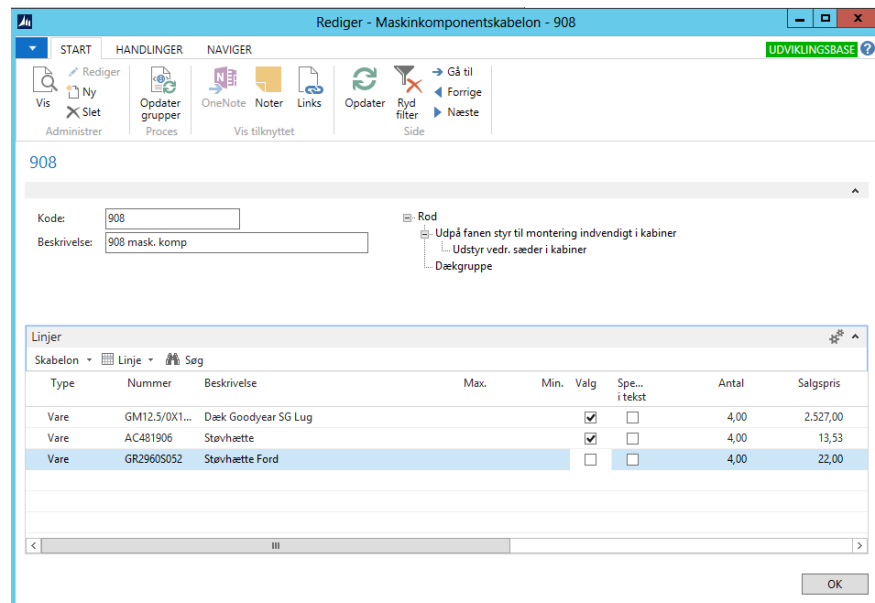 Rediger - Maskinkomponentskabelon - 908
START HANDLINGER NAVIGER UDVIKLINGSBASE
Vis
Rediger
Ny
Slet
Administrer
Opdater grupper
Proces
OneNote Noter Links
Vis tilknyttet
Opdater
Ryd filter
Gå til
Forrige
Næste
Side
908
Kode: 908
Beskrivelse: 908 mask. komp
Rod
Udpå fanen styr til montering indvendigt i kabiner
Udstyr vedr. sæder i kabiner
Dækgruppe
Linjer
Skabelon Linje Søg
Type Nummer Beskrivelse Max. Min. Valg Spe... i tekst Antal Salgspris
Vare GM12.5/0X1... Dæk Goodyear SG Lug 4,00 2.527,00
Vare AC481906 Støvhætte 4,00 13,53
Vare GR2960S052 Støvhætte Ford 4,00 22,00
OK